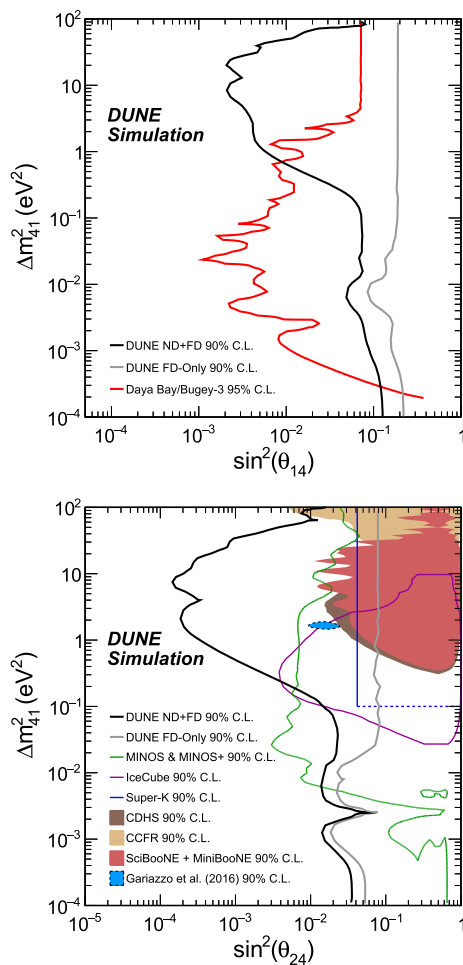 10²
10
1
10⁻¹
10⁻²
10⁻³
10⁻⁴
Δm²₄₁ (eV²)
DUNE
Simulation
DUNE ND+FD 90% C.L.
DUNE FD-Only 90% C.L.
Daya Bay/Bugey-3 95% C.L.
10⁻⁴ 10⁻³ 10⁻² 10⁻¹ 1
sin²(θ₁₄)
10²
10
1
10⁻¹
10⁻²
10⁻³
10⁻⁴
Δm²₄₁ (eV²)
DUNE
Simulation
DUNE ND+FD 90% C.L.
DUNE FD-Only 90% C.L.
MINOS & MINOS+ 90% C.L.
IceCube 90% C.L.
Super-K 90% C.L.
CDHS 90% C.L.
CCFR 90% C.L.
SciBooNE + MiniBooNE 90% C.L.
Gariazzo et al. (2016) 90% C.L.
10⁻⁵ 10⁻⁴ 10⁻³ 10⁻² 10⁻¹ 1
sin²(θ₂₄)